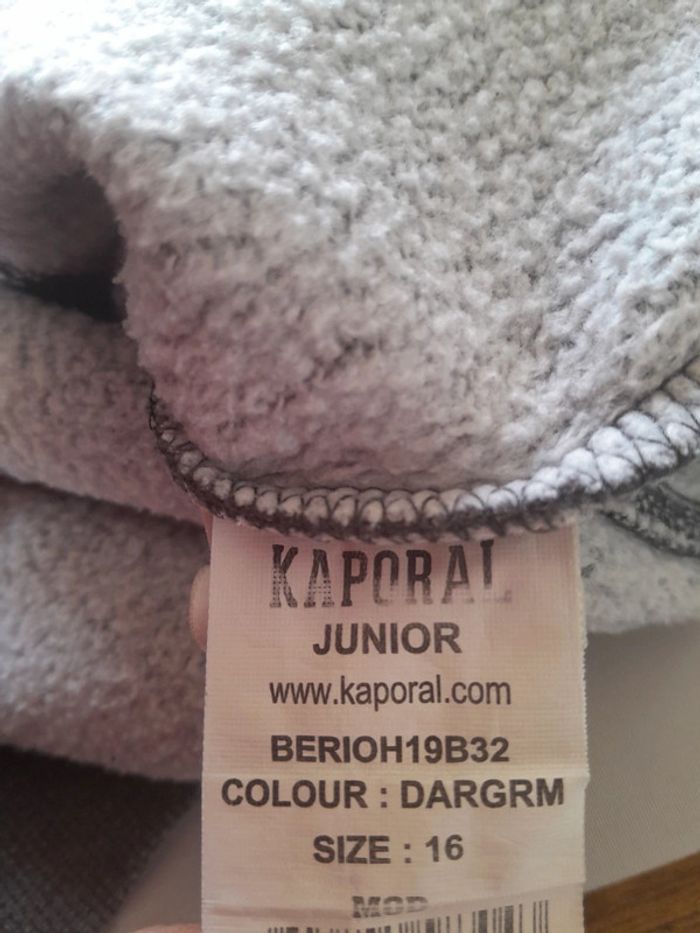 KAPORAL
JUNIOR
www.kaporal.com
BERIOH19B32
COLOUR : DARGRM
SIZE : 16